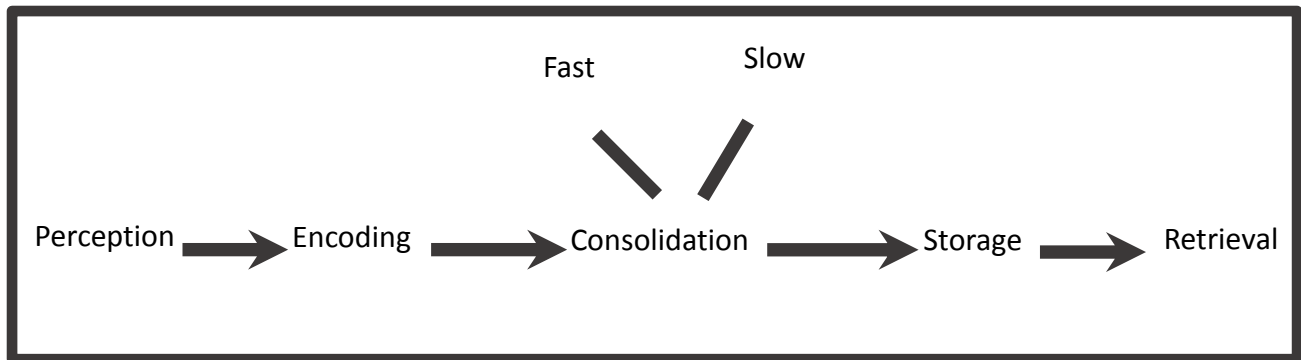 Fast
Slow
Perception
Encoding
Consolidation
Storage
Retrieval